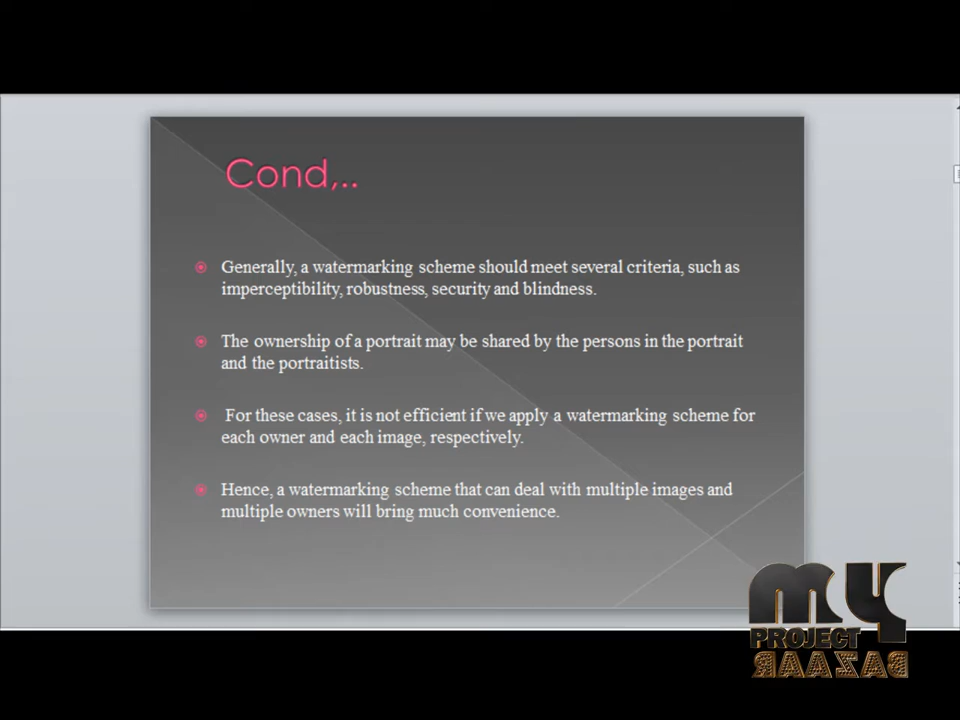 Cond,..
Generally, a watermarking scheme should meet several criteria, such as
imperceptibility, robustness, security and blindness.
The ownership of a portrait may be shared by the persons in the portrait
and the portraitists.
For these cases, it is not efficient if we apply a watermarking scheme for
each owner and each image, respectively.
Hence, a watermarking scheme that can deal with multiple images and
multiple owners will bring much convenience.
MY
PROJECT
BAZAAR